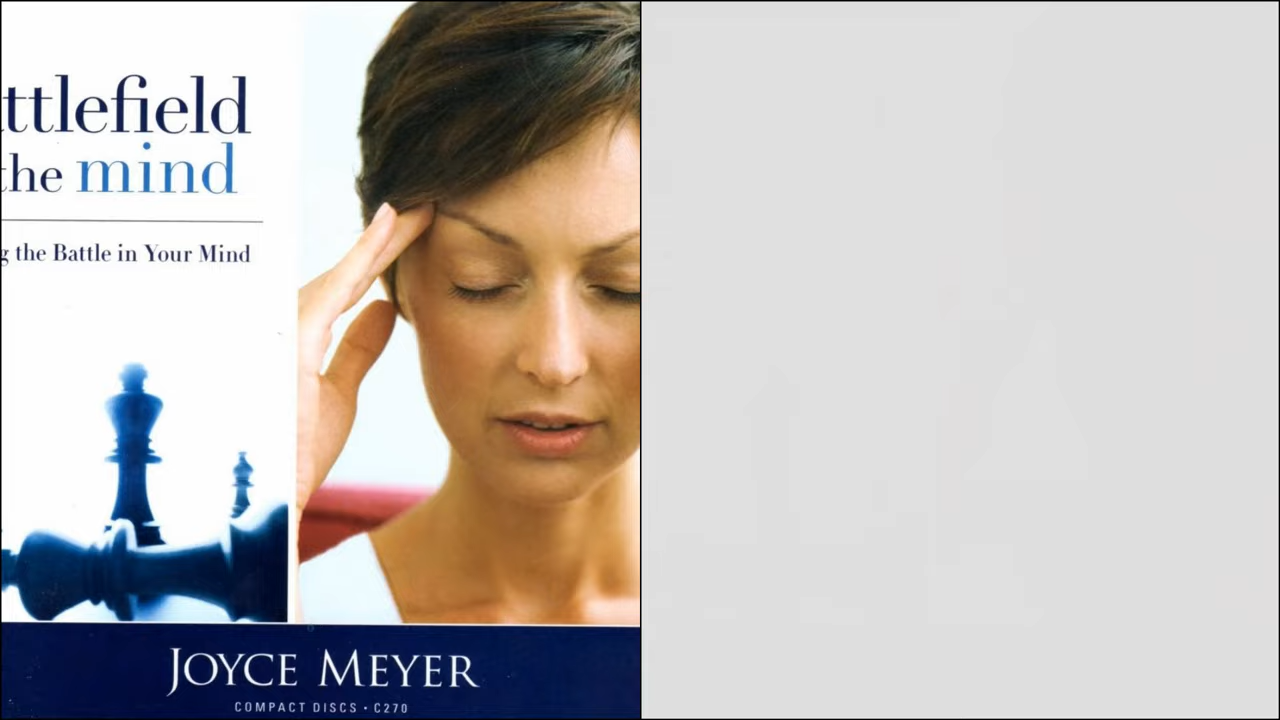 ttlefield
the mind
g the Battle in Your Mind
JOYCE MEYER
COMPACT DISCS • C270